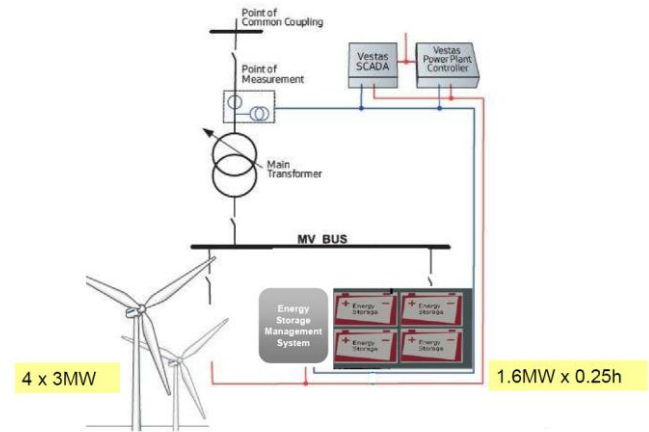 Point of
Common Coupling
Vestas
SCADA
Vestas
Power Plant
Controller
Point of
Measurement
Main
Transformer
MV BUS
Energy
Storage
Management
System
+ Energy -
Storage
+ Energy -
Storage
+ Energy -
Storage
+ Energy -
Storage
4 x 3MW
1.6MW x 0.25h